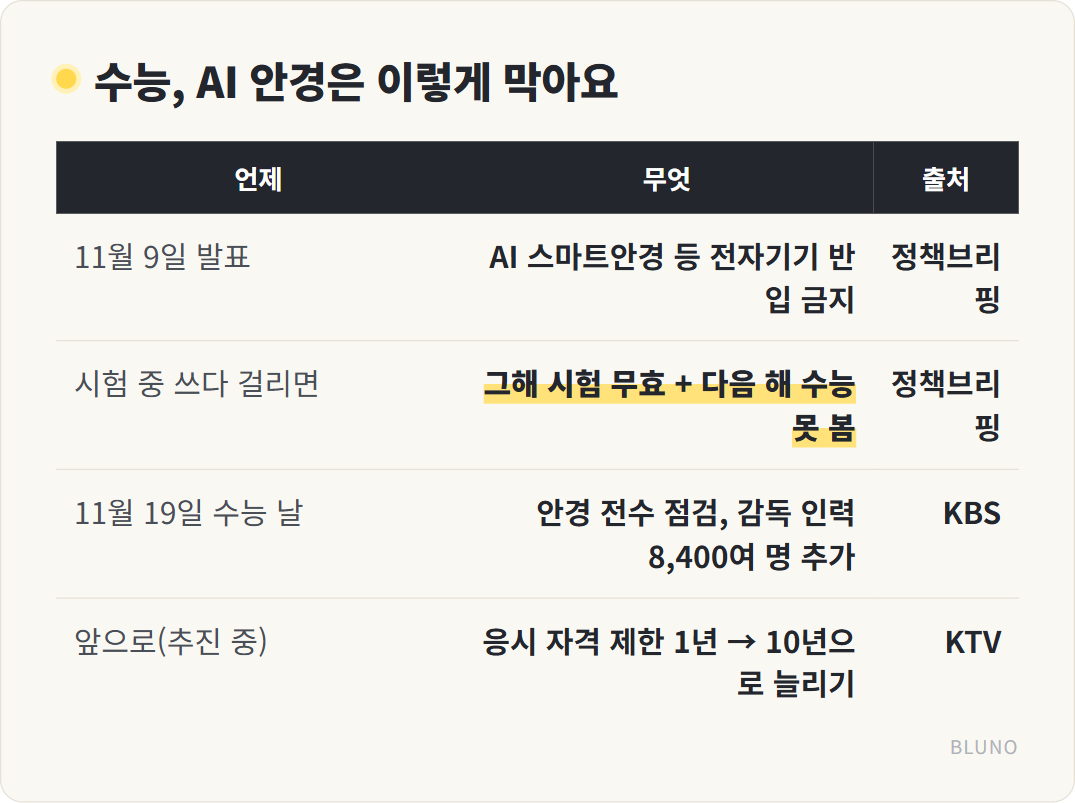 수능, AI 안경은 이렇게 막아요
언제 무엇 출처
11월 9일 발표 AI 스마트안경 등 전자기기 반 정책브리
입 금지 핑
시험 중 쓰다 걸리면 그해 시험 무효 + 다음 해 수능 정책브리
못 봄 핑
11월 19일 수능 날 안경 전수 점검, 감독 인력 KBS
8,400여 명 추가
앞으로(추진 중) 응시 자격 제한 1년 → 10년으 KTV
로 늘리기
BLUNO